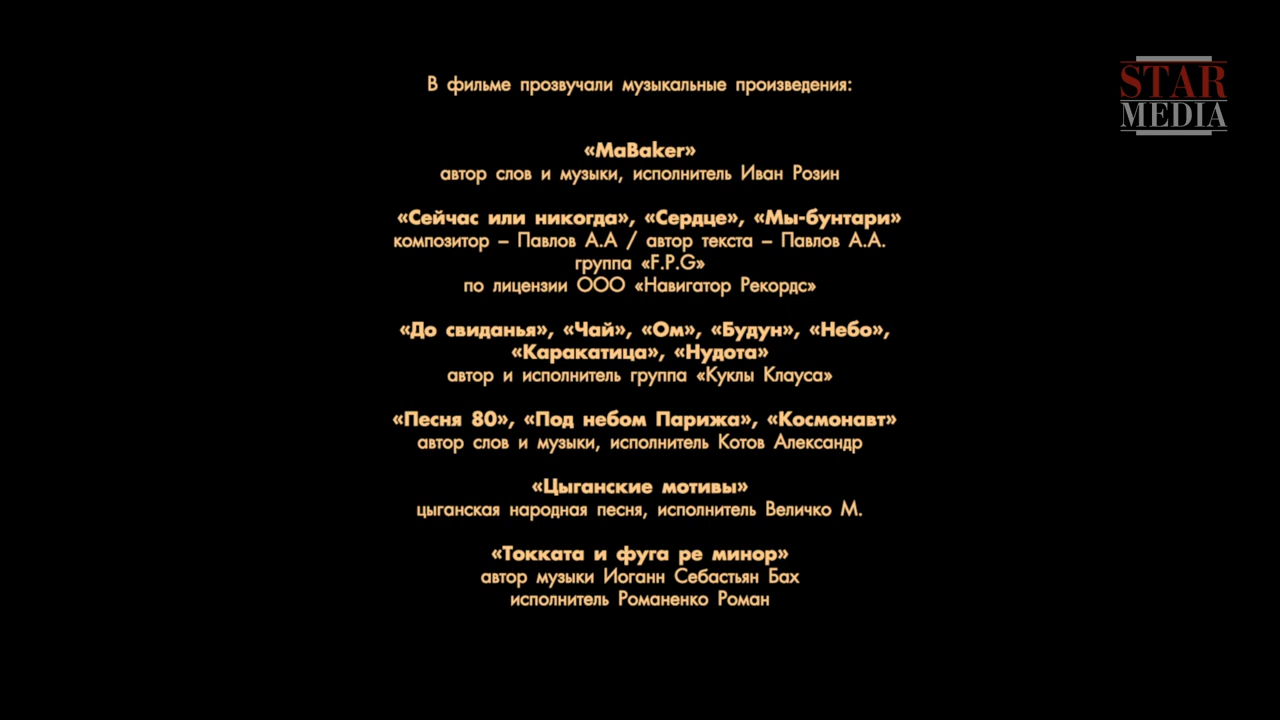 В фильме прозвучали музыкальные произведения:
STAR
MEDIA
«MaBaker»
автор слов и музыки, исполнитель Иван Розин
«Сейчас или никогда», «Сердце», «Мы-бунтари»
композитор – Павлов А.А / автор текста – Павлов А.А.
группа «F.P.G»
по лицензии ООО «Навигатор Рекордс»
«До свиданья», «Чай», «Ом», «Будун», «Небо»,
«Каракатица», «Нудота»
автор и исполнитель группа «Куклы Клауса»
«Песня 80», «Под небом Парижа», «Космонавт»
автор слов и музыки, исполнитель Котов Александр
«Цыганские мотивы»
цыганская народная песня, исполнитель Величко М.
«Токката и фуга ре минор»
автор музыки Иоганн Себастьян Бах
исполнитель Романенко Роман